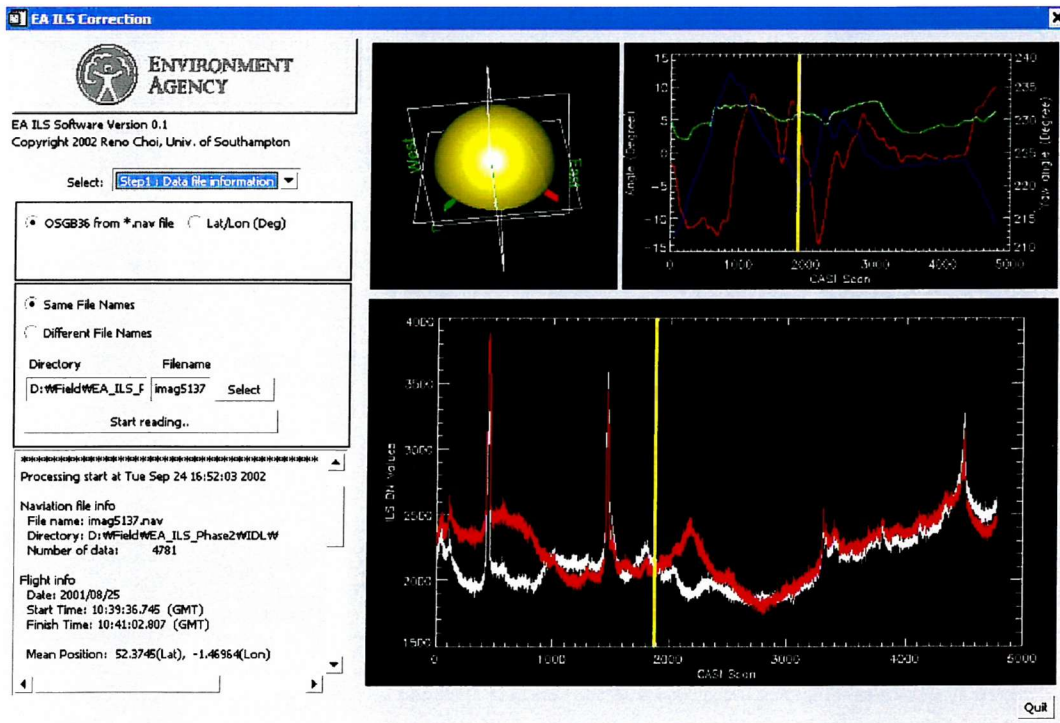 EA ILS Correction
ENVIRONMENT
AGENCY
EA ILS Software Version 0.1
Copyright 2002 Reno Choi, Univ. of Southampton
Select: Step1 : Data file information
OSGB36 from *.nav file Lat/Lon (Deg)
Same File Names
Different File Names
Directory Filename
D:₩Field₩EA_ILS_F imag5137 Select
Start reading..
****************************************
Processing start at Tue Sep 24 16:52:03 2002
Naviation file info
File name: imag5137.nav
Directory: D:₩Field₩EA_ILS_Phase2₩IDL₩
Number of data: 4781
Flight info
Date: 2001/08/25
Start Time: 10:39:36.745 (GMT)
Finish Time: 10:41:02.807 (GMT)
Mean Position: 52.3745(Lat), -1.46964(Lon)
West
East
15
10
5
0
-5
-10
-15
Angle (Degree)
240
235
230
225
220
215
210
Yaw Angle (Degree)
0 1000 2000 3000 4000 5000
CASI Scan
4000
3500
3000
2500
2000
1500
ILS DN Values
0 1000 2000 3000 4000 5000
CASI Scan
Quit